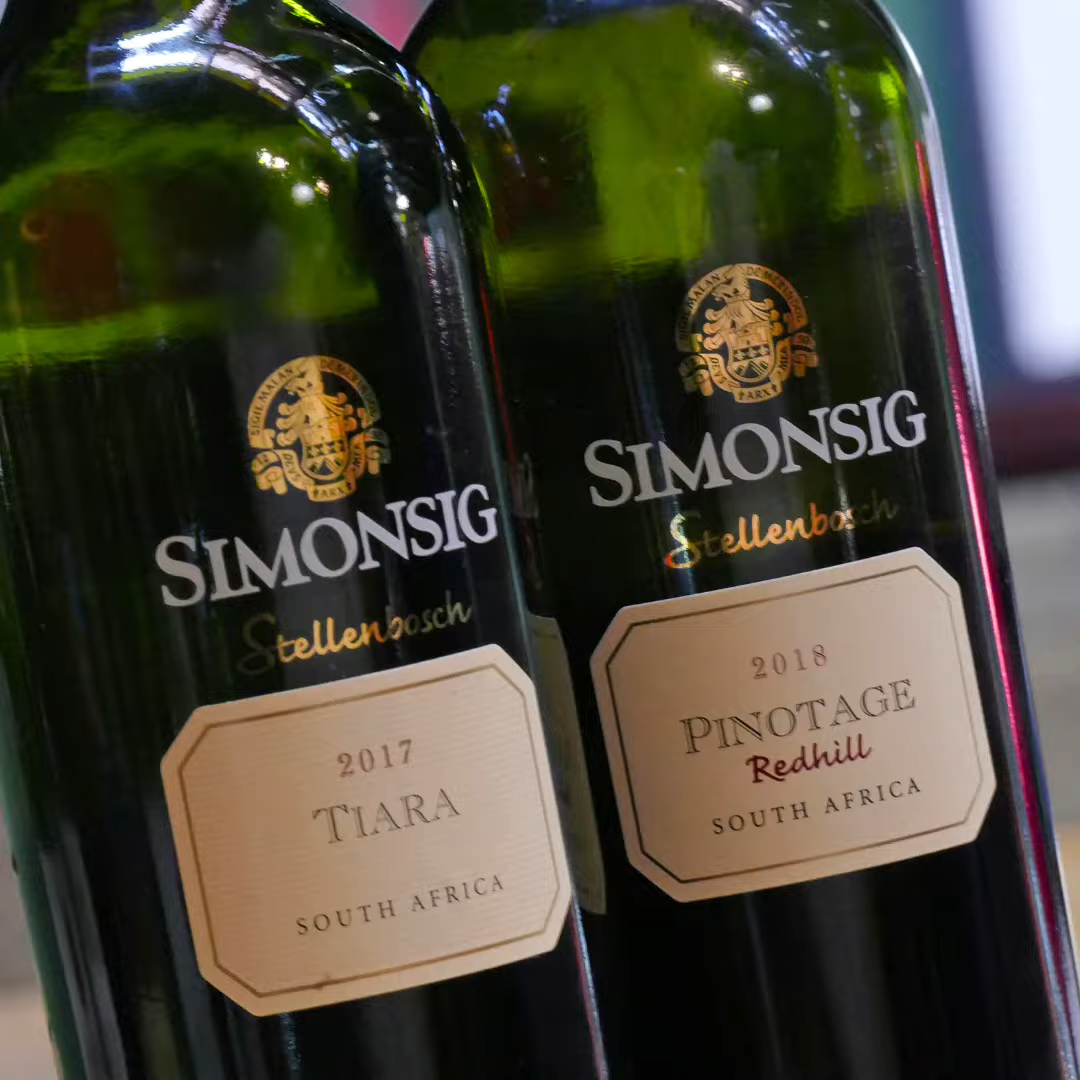 SIMONSIG
Stellenbosch
2017
TIARA
SOUTH AFRICA
SIMONSIG
Stellenbosch
2018
PINOTAGE
Redhill
SOUTH AFRICA